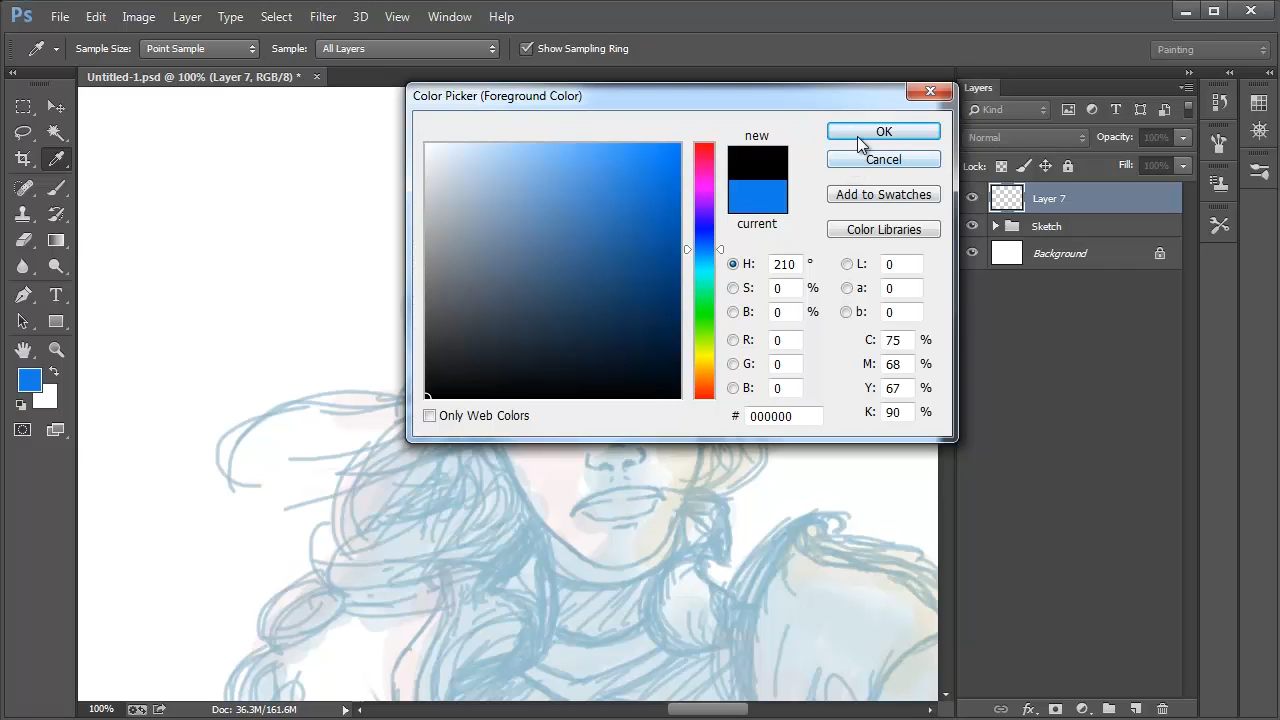 Ps File Edit Image Layer Type Select Filter 3D View Window Help
Sample Size: Point Sample Sample: All Layers Show Sampling Ring Painting
Untitled-1.psd @ 100% (Layer 7, RGB/8) *
Color Picker (Foreground Color)
new
current
OK
Cancel
Add to Swatches
Color Libraries
H: 210 °
S: 0 %
B: 0 %
R: 0
G: 0
B: 0
L: 0
a: 0
b: 0
C: 75 %
M: 68 %
Y: 67 %
K: 90 %
# 000000
Only Web Colors
Layers
Kind
Normal Opacity: 100%
Lock: Fill: 100%
Layer 7
Sketch
Background
100% Doc: 36.3M/161.6M